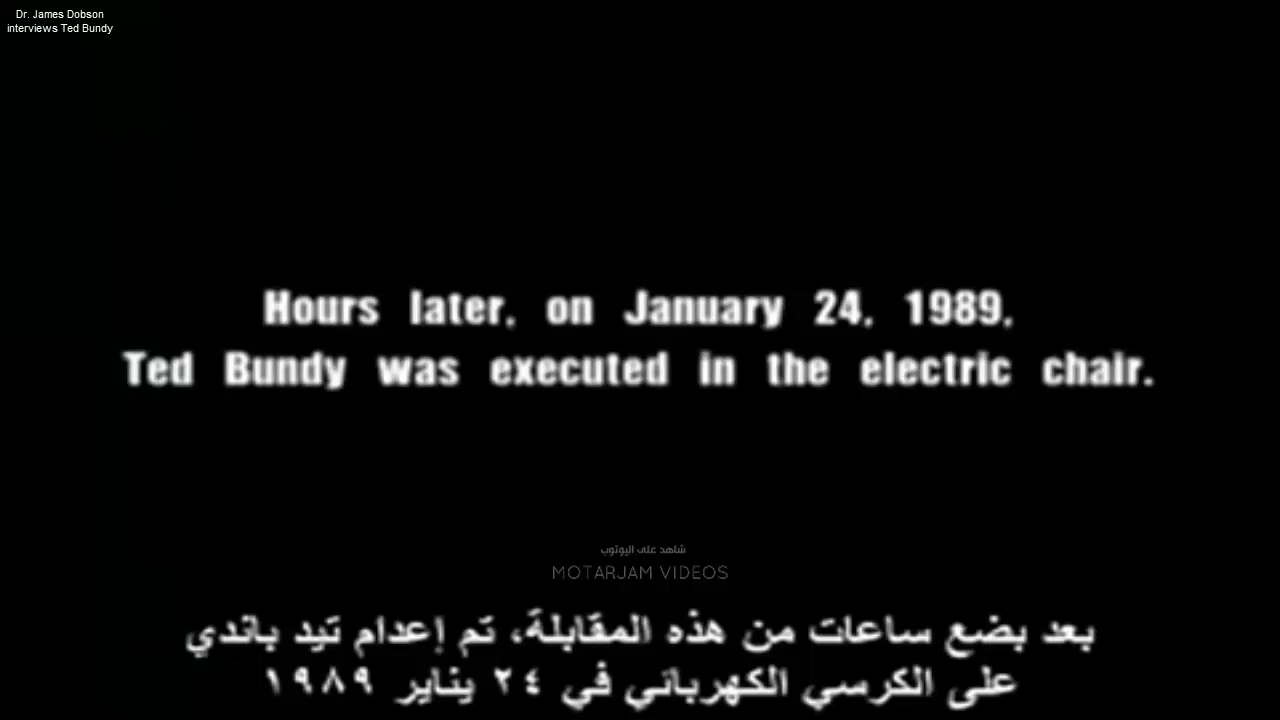 Dr. James Dobson
interviews Ted Bundy
Hours later, on January 24, 1989,
Ted Bundy was executed in the electric chair.
شاهد على اليوتوب
MOTARJAM VIDEOS
بعد بضع ساعات من هذه المقابلة، تم إعدام تيد باندي
على الكرسي الكهربائي في ٢٤ يناير ١٩٨٩